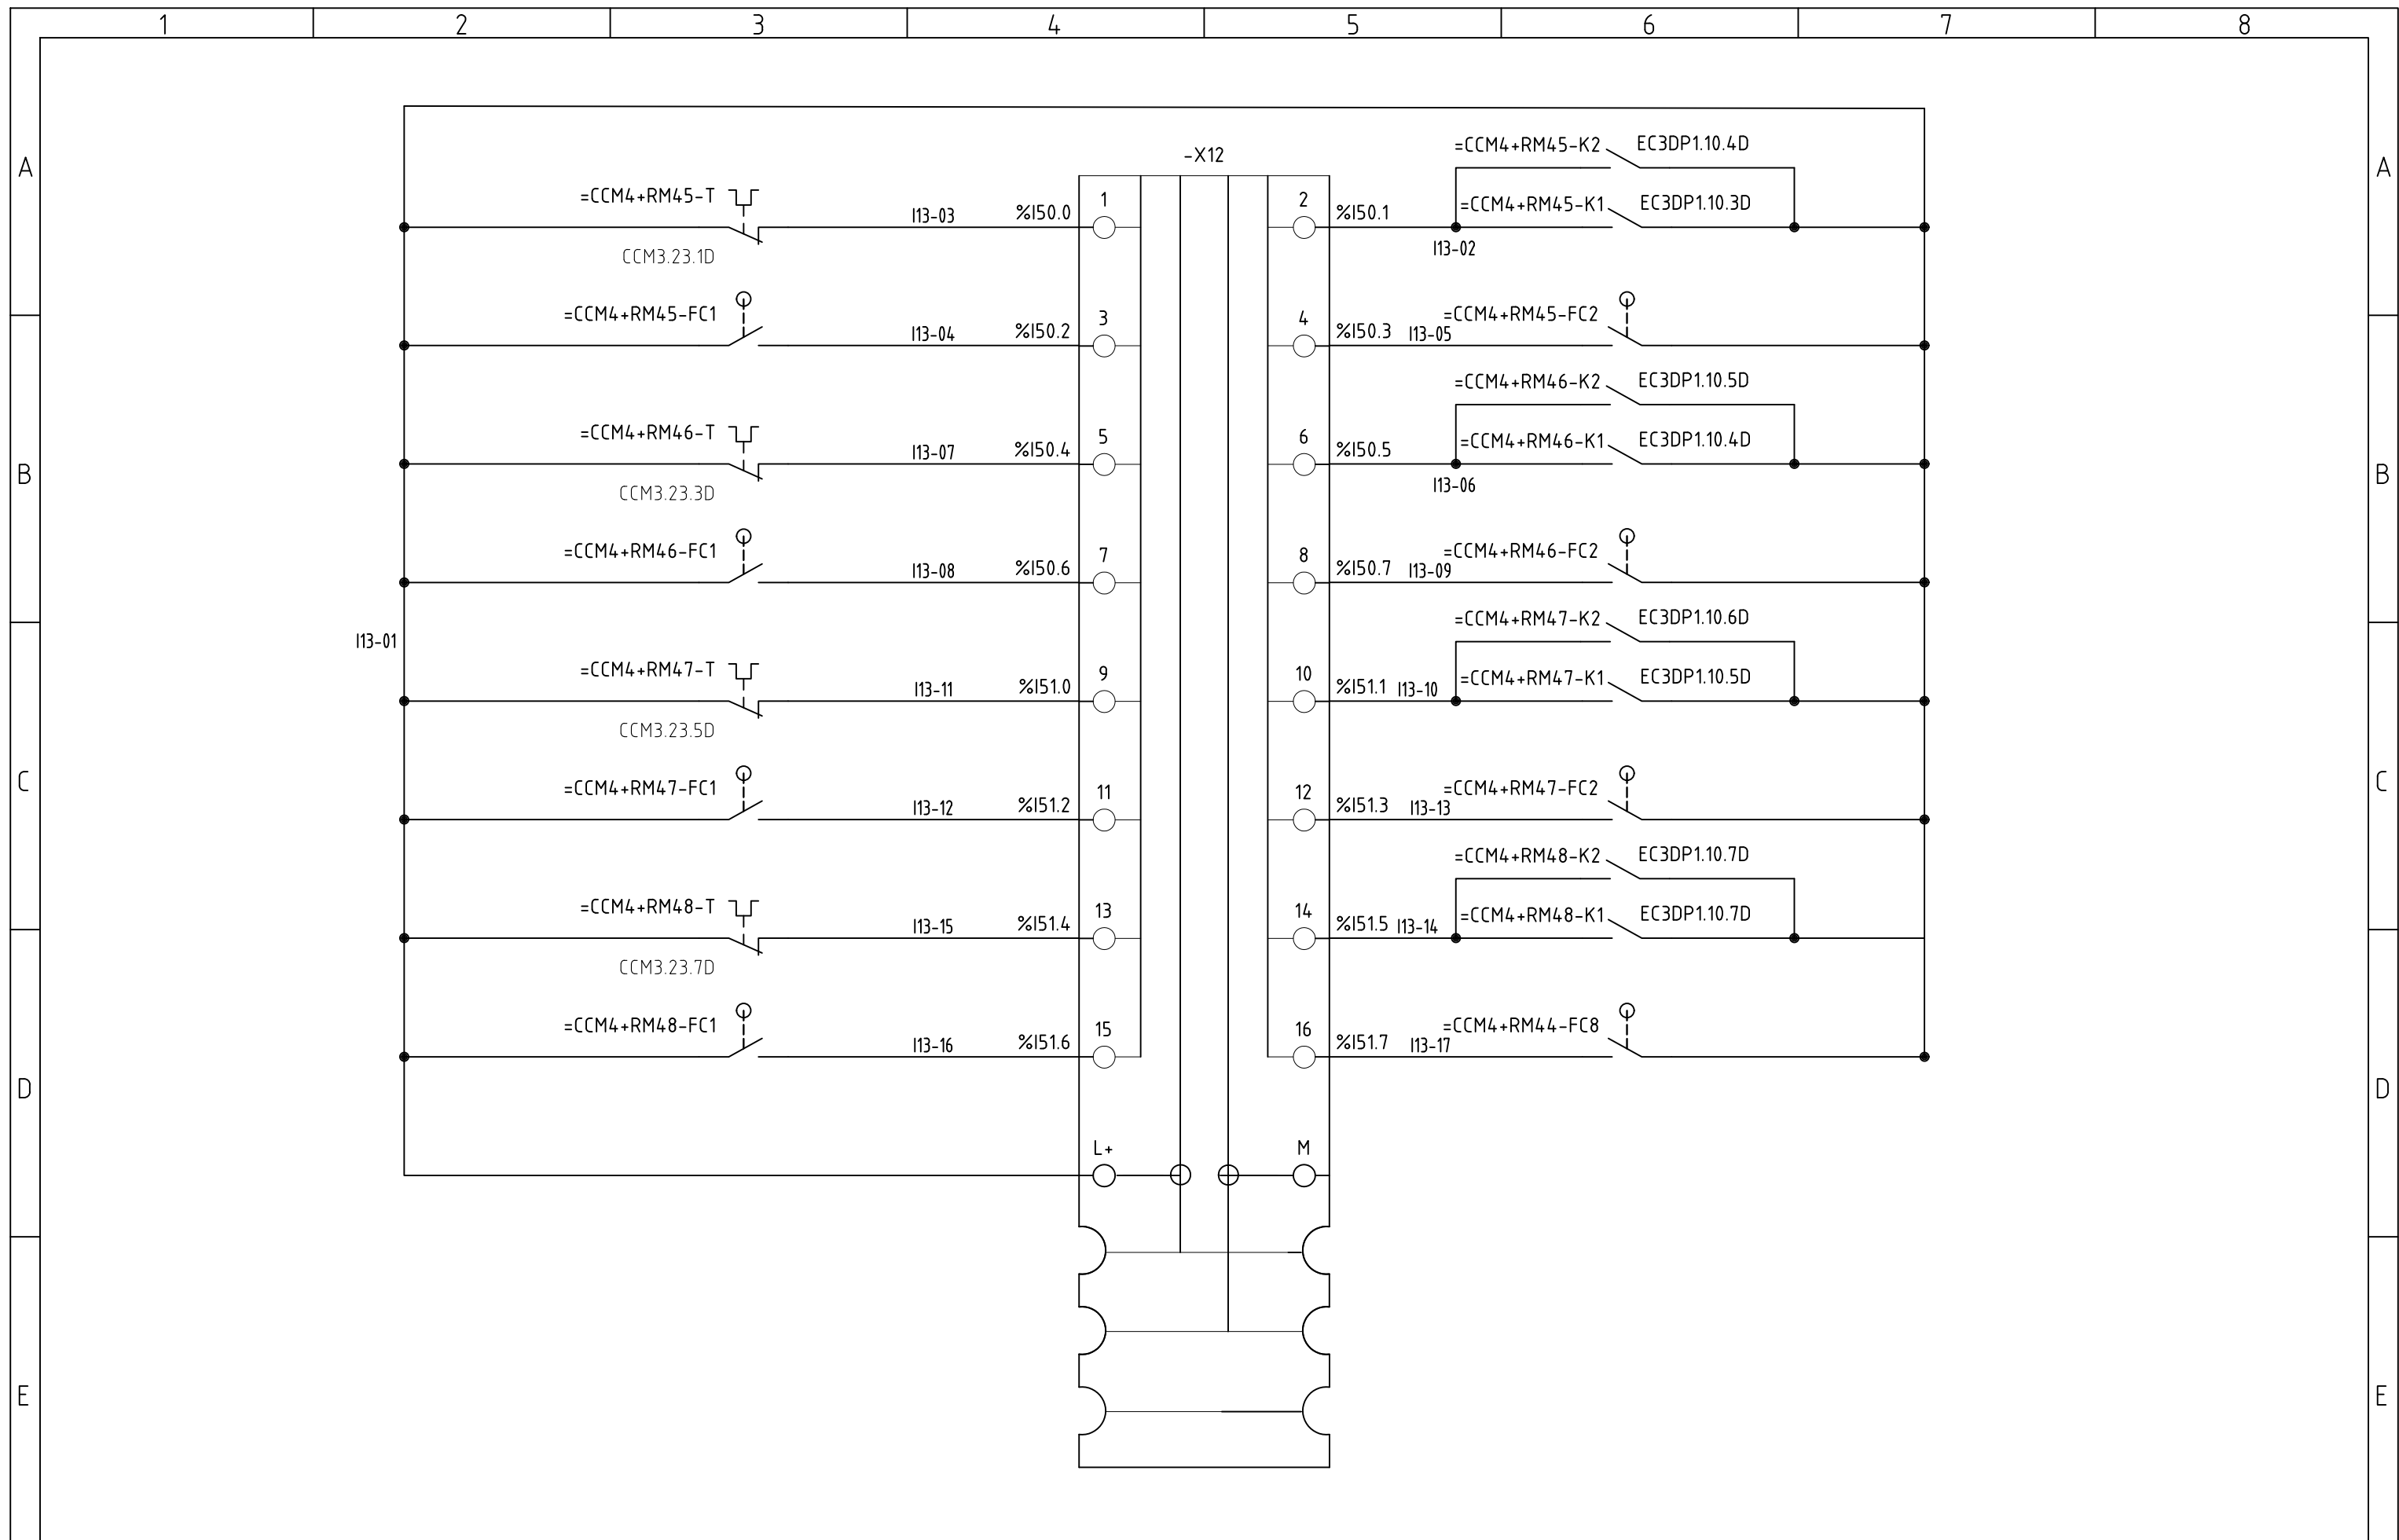 1 2 3 4 5 6 7 8
A A
-X12
=CCM4+RM45-K2 EC3DP1.10.4D
=CCM4+RM45-T I13-03 %I50.0 1 2 %I50.1 =CCM4+RM45-K1 EC3DP1.10.3D
CCM3.23.1D I13-02
=CCM4+RM45-FC1 I13-04 %I50.2 3 4 %I50.3 I13-05 =CCM4+RM45-FC2
=CCM4+RM46-K2 EC3DP1.10.5D
=CCM4+RM46-T I13-07 %I50.4 5 6 %I50.5 =CCM4+RM46-K1 EC3DP1.10.4D
B B
CCM3.23.3D I13-06
=CCM4+RM46-FC1 I13-08 %I50.6 7 8 %I50.7 I13-09 =CCM4+RM46-FC2
=CCM4+RM47-K2 EC3DP1.10.6D
I13-01
=CCM4+RM47-T I13-11 %I51.0 9 10 %I51.1 I13-10 =CCM4+RM47-K1 EC3DP1.10.5D
CCM3.23.5D
C C
=CCM4+RM47-FC1 I13-12 %I51.2 11 12 %I51.3 I13-13 =CCM4+RM47-FC2
=CCM4+RM48-K2 EC3DP1.10.7D
=CCM4+RM48-T I13-15 %I51.4 13 14 %I51.5 I13-14 =CCM4+RM48-K1 EC3DP1.10.7D
CCM3.23.7D
=CCM4+RM48-FC1 I13-16 %I51.6 15 16 %I51.7 I13-17 =CCM4+RM44-FC8
D D
L+ M
E E